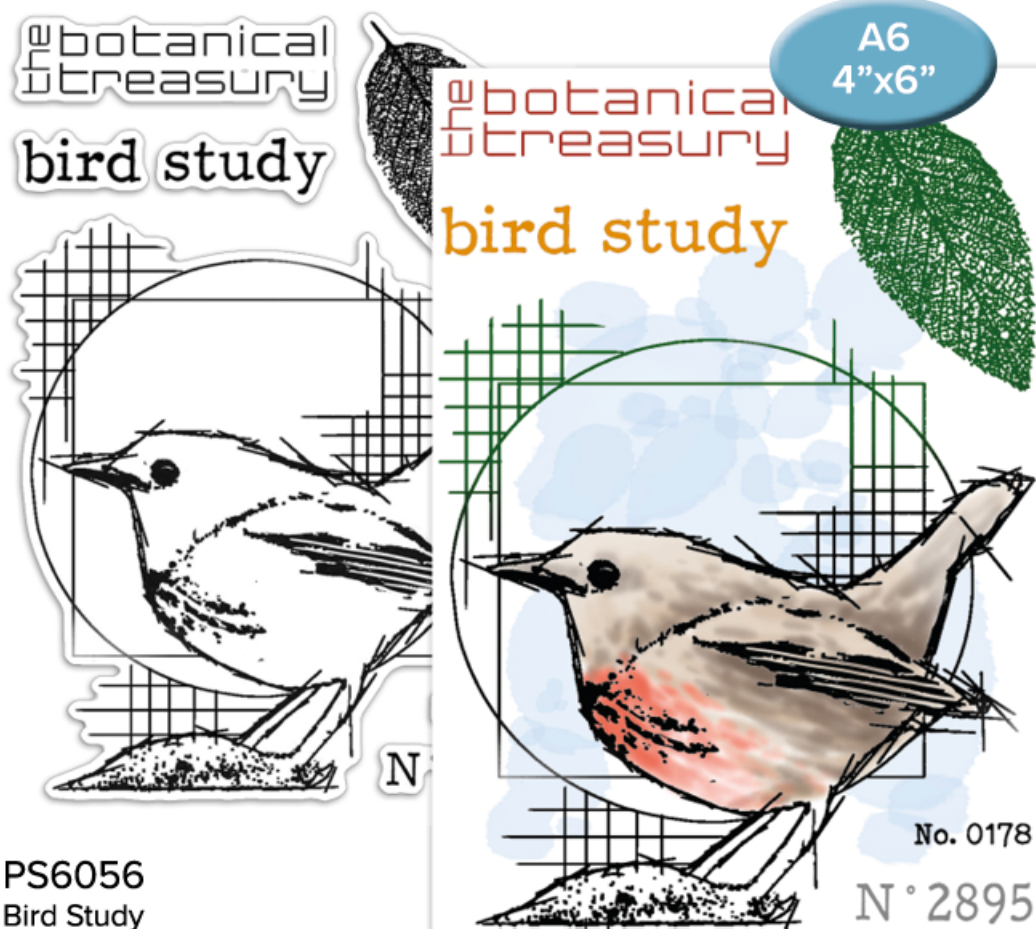 the botanical
treasury
bird study
N
PS6056
Bird Study
A6
4”x6”
the botanical
treasury
bird study
No. 0178
N°2895